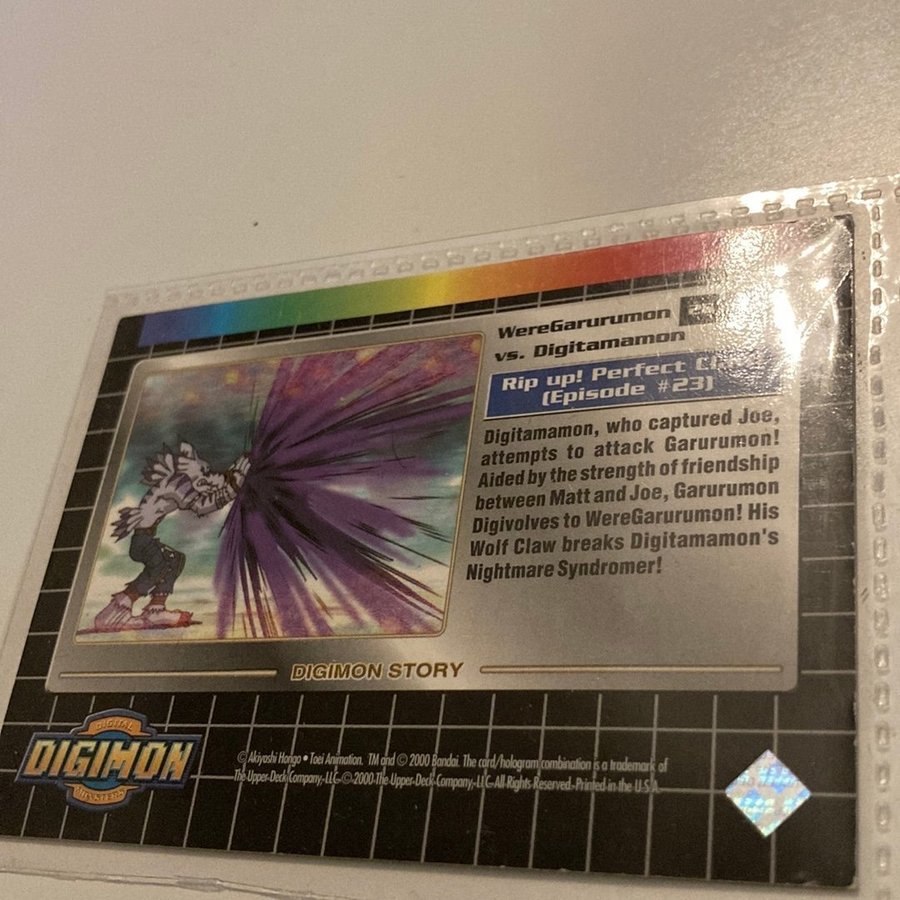 WereGarurumon
vs. Digitamamon
Rip up! Perfect
(Episode #23)
Digitamamon, who captured Joe,
attempts to attack Garurumon!
Aided by the strength of friendship
between Matt and Joe, Garurumon
Digivolves to WereGarurumon! His
Wolf Claw breaks Digitamamon's
Nightmare Syndromer!
DIGIMON STORY
DIGITAL
DIGIMON
MONSTERS
© Akiyoshi Hongo • Toei Animation. TM and © 2000 Bandai. The card/hologram combination is a trademark of
The Upper Deck Company, LLC. © 2000 The Upper Deck Company, LLC. All Rights Reserved. Printed in the U.S.A.